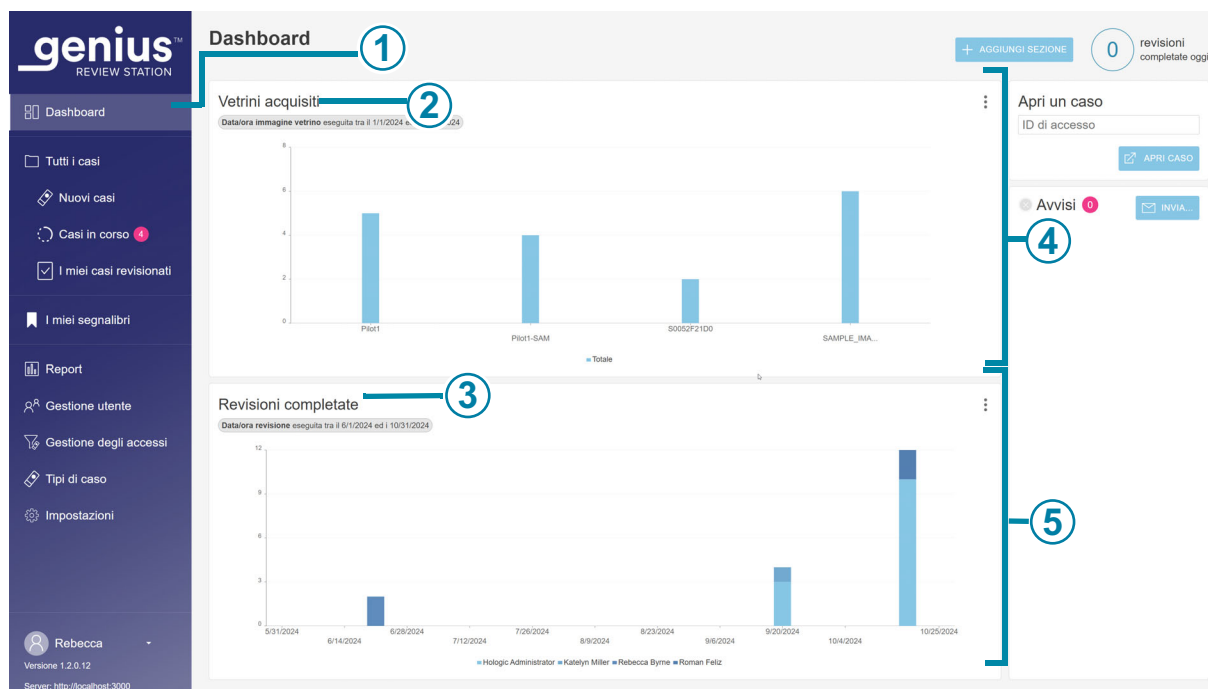 genius™
REVIEW STATION
Dashboard
Tutti i casi
Nuovi casi
Casi in corso 4
I miei casi revisionati
I miei segnalibri
Report
Gestione utente
Gestione degli accessi
Tipi di caso
Impostazioni
Rebecca
Versione 1.2.0.12
Server: http://localhost:3000
Dashboard
1
+ AGGIUNGI SEZIONE
0
revisioni
completate oggi
Vetrini acquisiti
2
Data/ora immagine vetrino eseguita tra il 1/1/2024
8
6
4
2
0
Pilot1
Pilot1-SAM
S0052F21D0
SAMPLE_IMA...
Totale
Revisioni completate
3
Data/ora revisione eseguita tra il 6/1/2024 ed i 10/31/2024
12
9
6
3
0
5/31/2024
6/14/2024
6/28/2024
7/12/2024
7/26/2024
8/9/2024
8/23/2024
9/6/2024
9/20/2024
10/4/2024
10/25/2024
Hologic Administrator Katelyn Miller Rebecca Byrne Roman Feliz
Apri un caso
ID di accesso
APRI CASO
Avvisi 0
INVIA...
4
5